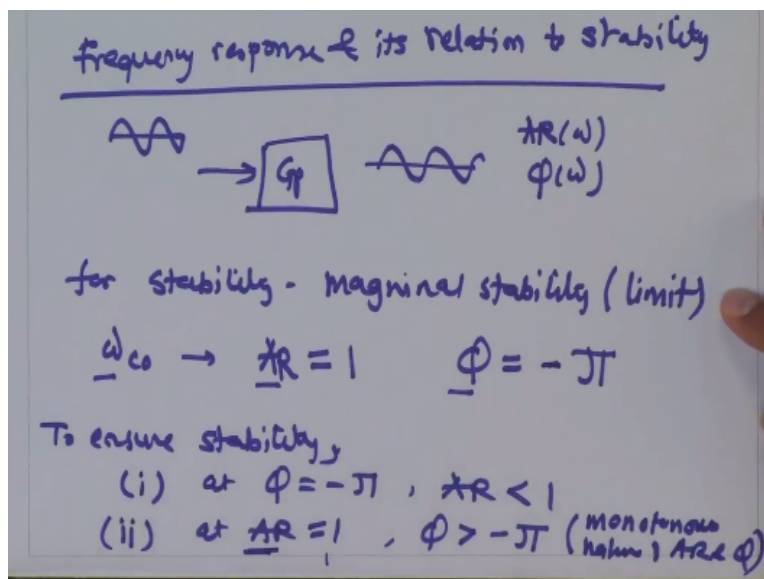 Frequency response & its relation to stability
AR(ω)
Gp
φ(ω)
for stability - magninal stability (limit)
ωco → AR = 1 φ = - π
To ensure stability,
(i) at φ = -π , AR < 1
(ii) at AR = 1 , φ > -π (monotonous
nature of AR & φ)